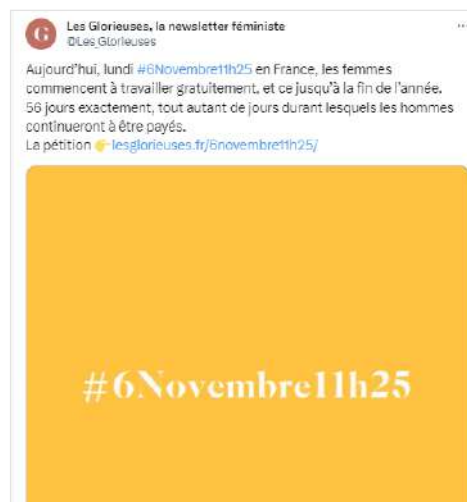 Les Glorieuses, la newsletter féministe
@Les_Glorieuses
Aujourd'hui, lundi #6Novembre11h25 en France, les femmes
commencent à travailler gratuitement, et ce jusqu'à la fin de l'année.
56 jours exactement, tout autant de jours durant lesquels les hommes
continueront à être payés.
La pétition 👉 lesglorieuses.fr/6novembre11h25/
#6Novembre11h25